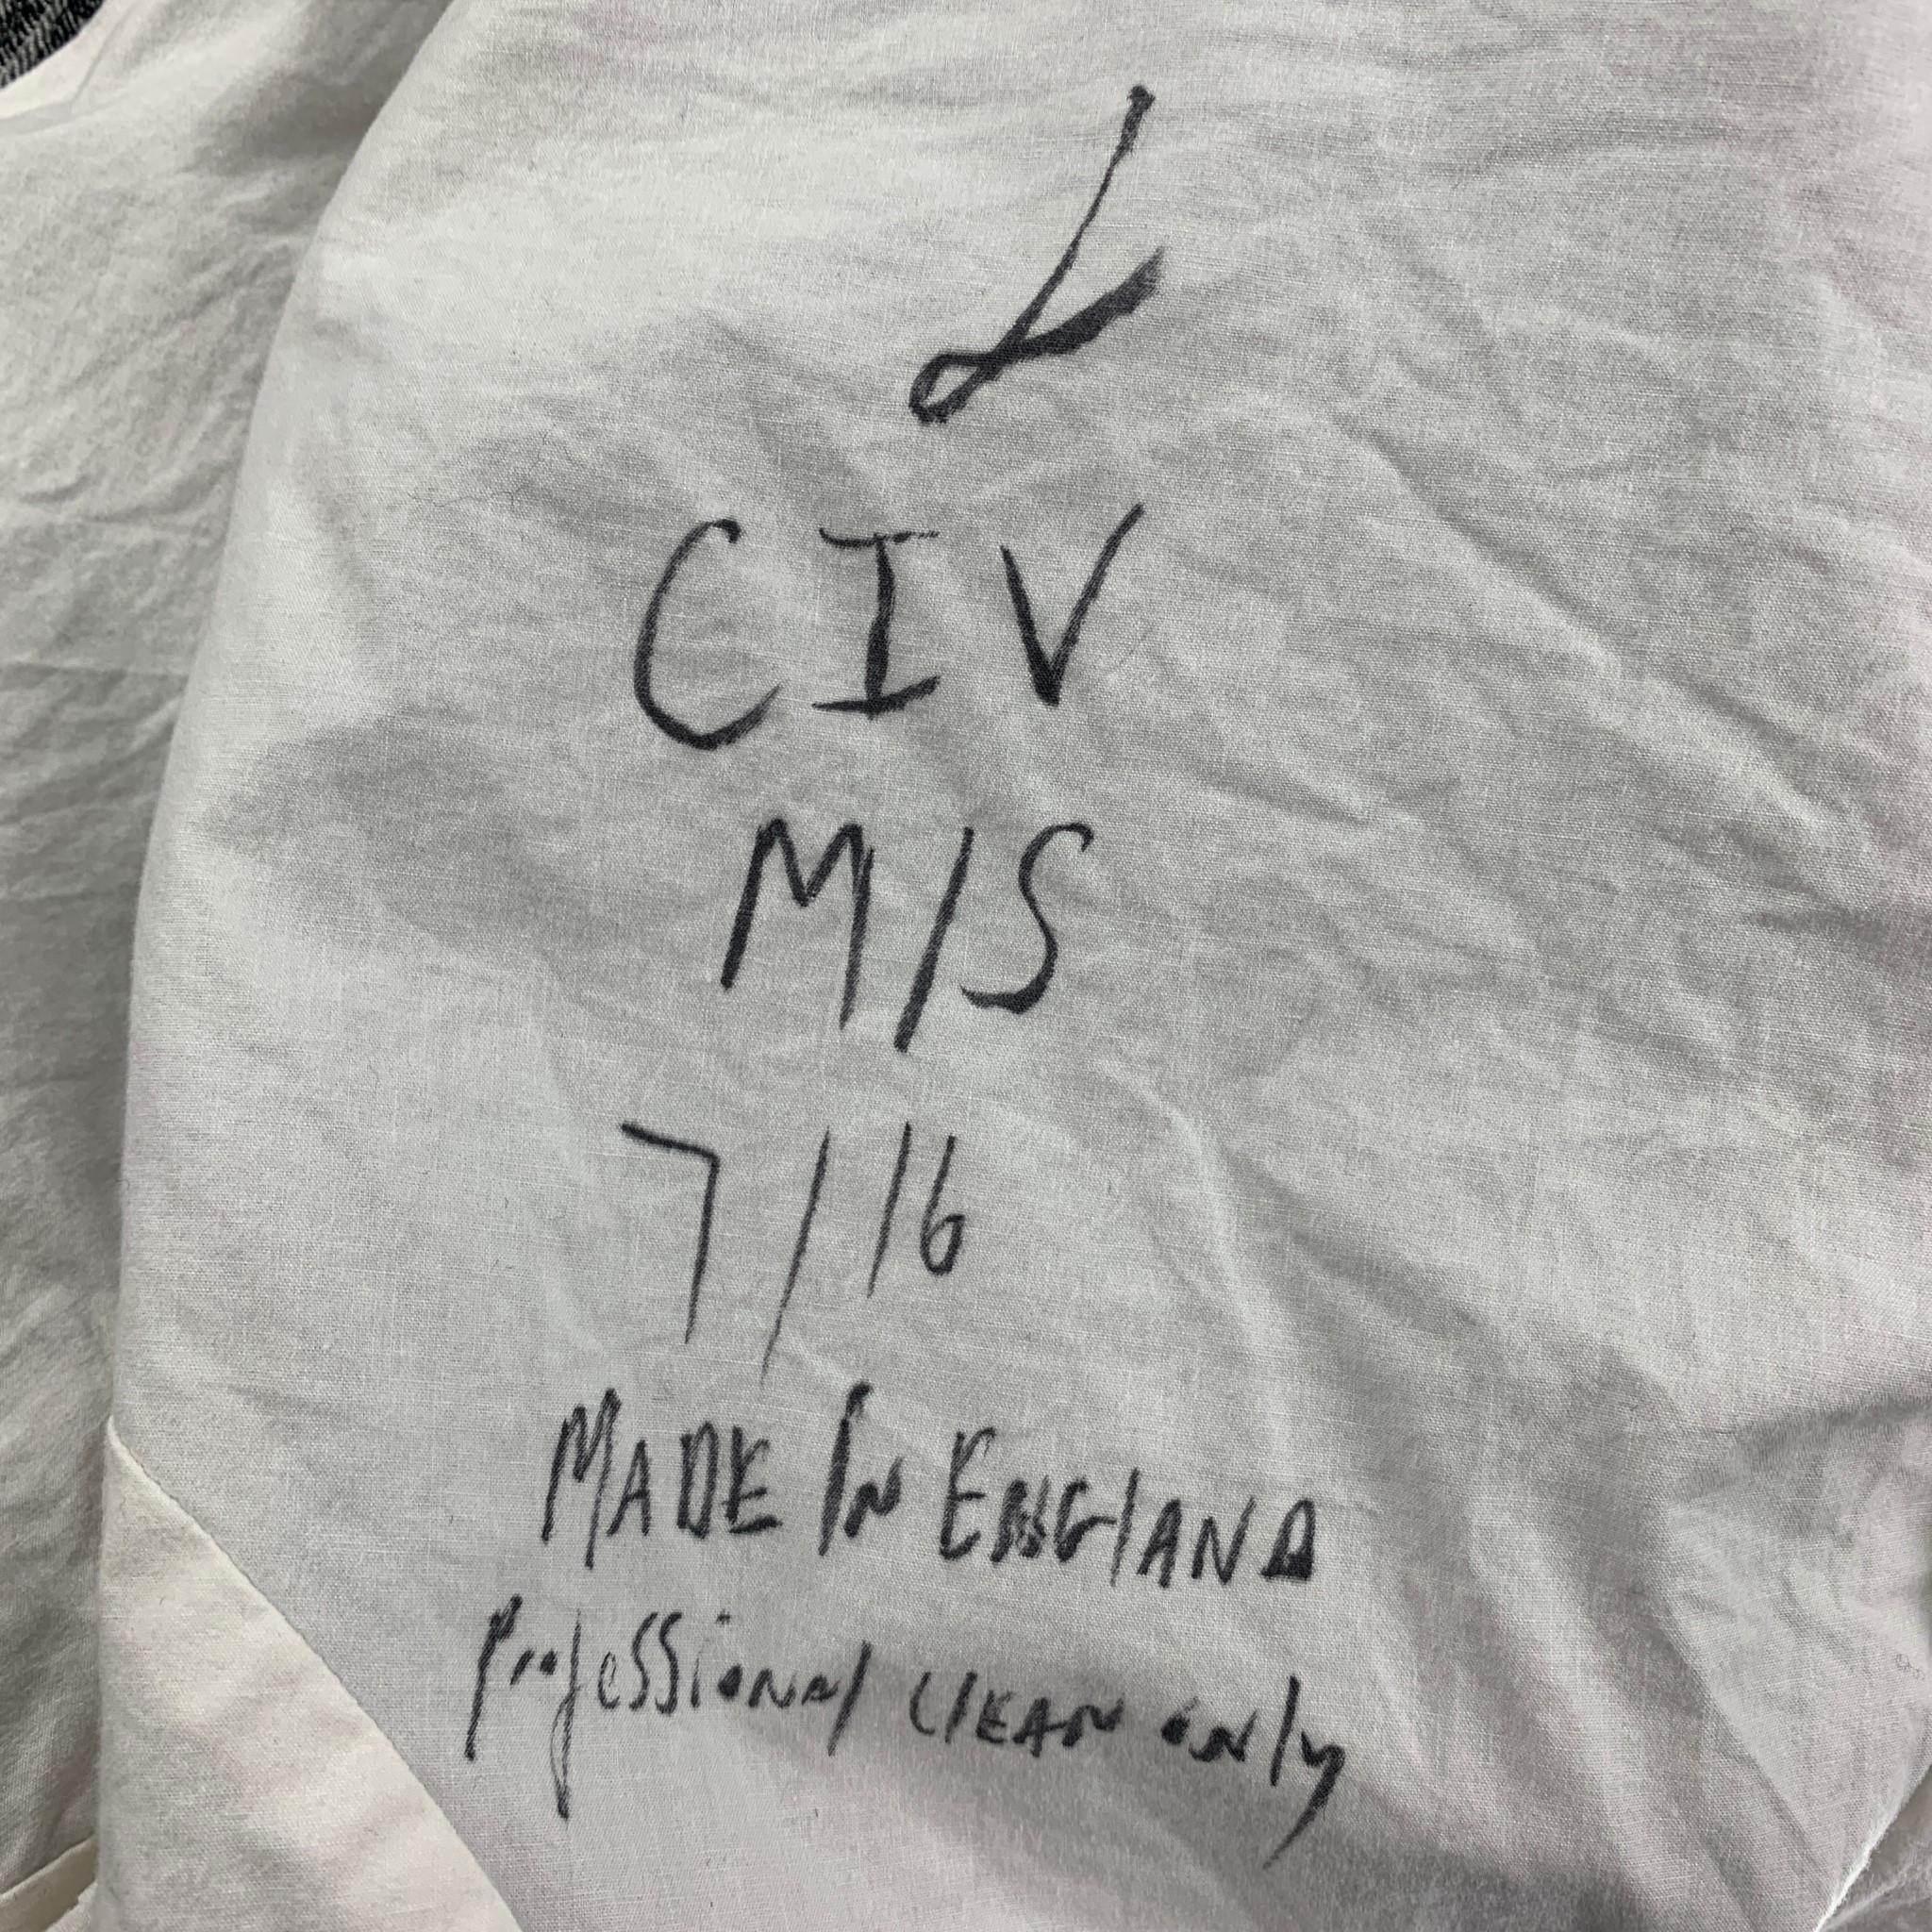 L
CIV
M/S
7/16
MADE IN ENGlAND
Professional ClEAN only